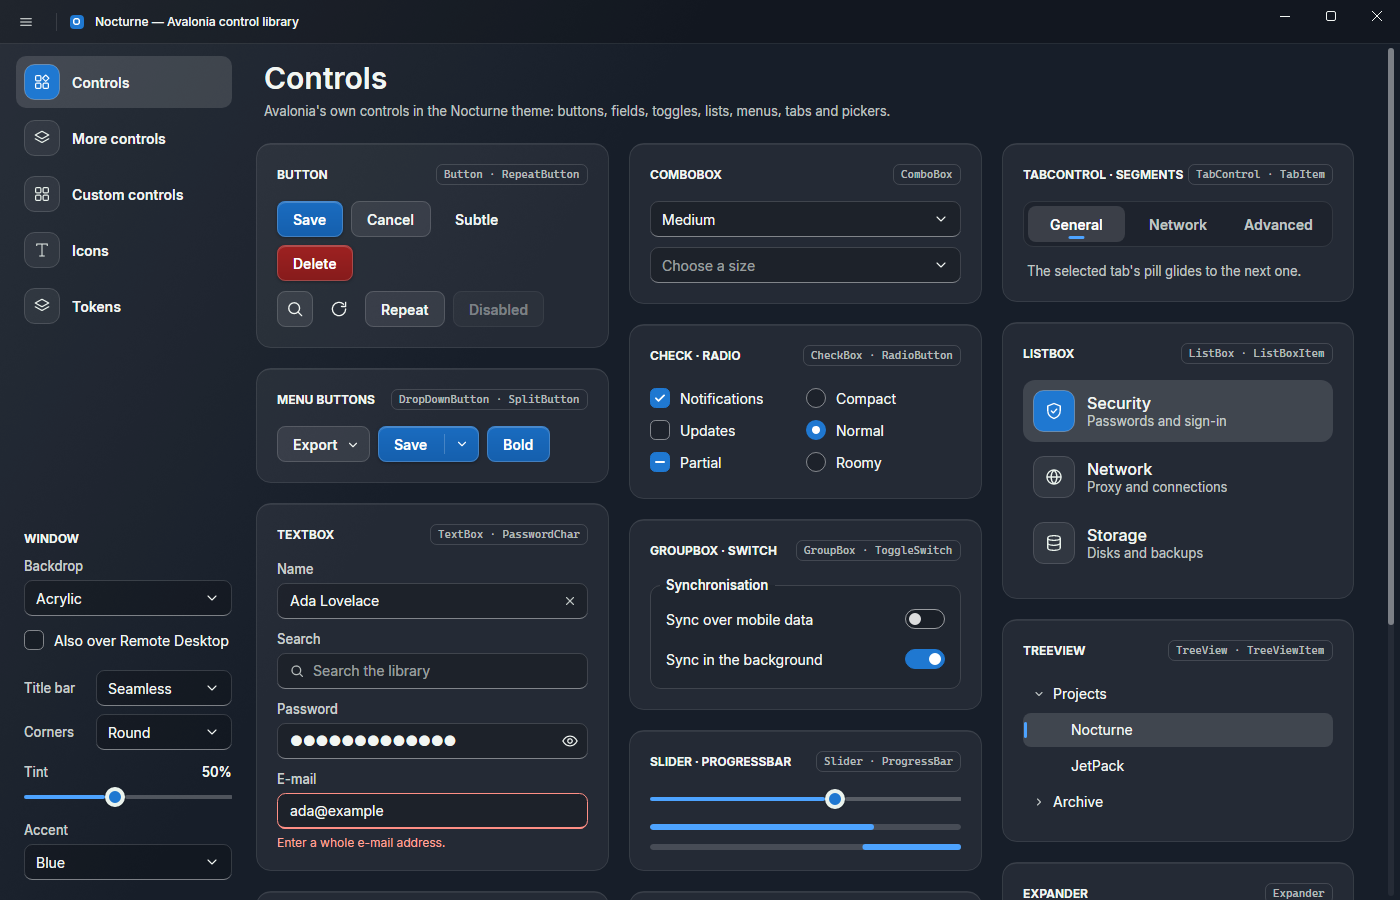 Nocturne — Avalonia control library
Controls
More controls
Custom controls
Icons
Tokens
WINDOW
Backdrop
Acrylic
Also over Remote Desktop
Title bar
Seamless
Corners
Round
Tint
50%
Accent
Blue
Controls
Avalonia's own controls in the Nocturne theme: buttons, fields, toggles, lists, menus, tabs and pickers.
BUTTON
Button · RepeatButton
Save
Cancel
Subtle
Delete
Repeat
Disabled
MENU BUTTONS
DropDownButton · SplitButton
Export
Save
Bold
TEXTBOX
TextBox · PasswordChar
Name
Ada Lovelace
Search
Search the library
Password
E-mail
ada@example
Enter a whole e-mail address.
COMBOBOX
ComboBox
Medium
Choose a size
CHECK · RADIO
CheckBox · RadioButton
Notifications
Compact
Updates
Normal
Partial
Roomy
GROUPBOX · SWITCH
GroupBox · ToggleSwitch
Synchronisation
Sync over mobile data
Sync in the background
SLIDER · PROGRESSBAR
Slider · ProgressBar
TABCONTROL · SEGMENTS
TabControl · TabItem
General
Network
Advanced
The selected tab's pill glides to the next one.
LISTBOX
ListBox · ListBoxItem
Security
Passwords and sign-in
Network
Proxy and connections
Storage
Disks and backups
TREEVIEW
TreeView · TreeViewItem
Projects
Nocturne
JetPack
Archive
EXPANDER
Expander